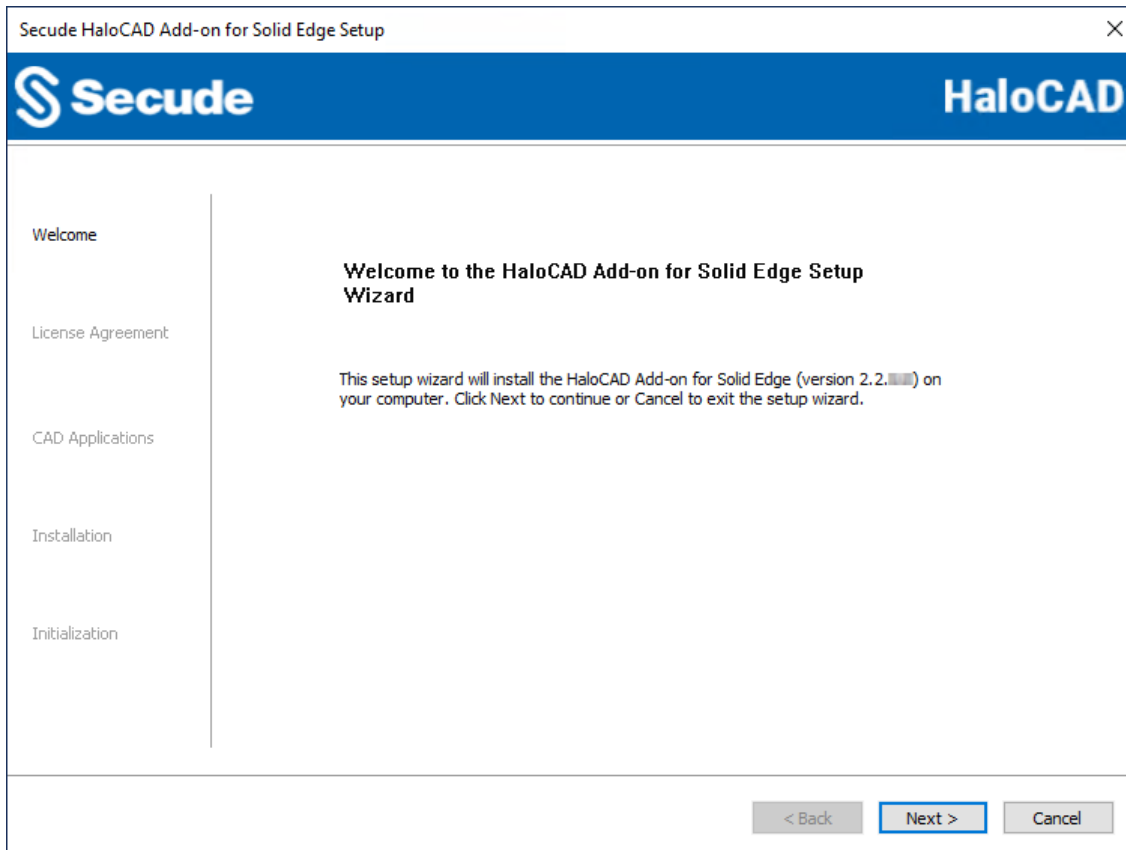 Secude HaloCAD Add-on for Solid Edge Setup
Secude
HaloCAD
Welcome
License Agreement
CAD Applications
Installation
Initialization
Welcome to the HaloCAD Add-on for Solid Edge Setup
Wizard
This setup wizard will install the HaloCAD Add-on for Solid Edge (version 2.2. ) on
your computer. Click Next to continue or Cancel to exit the setup wizard.
< Back
Next >
Cancel